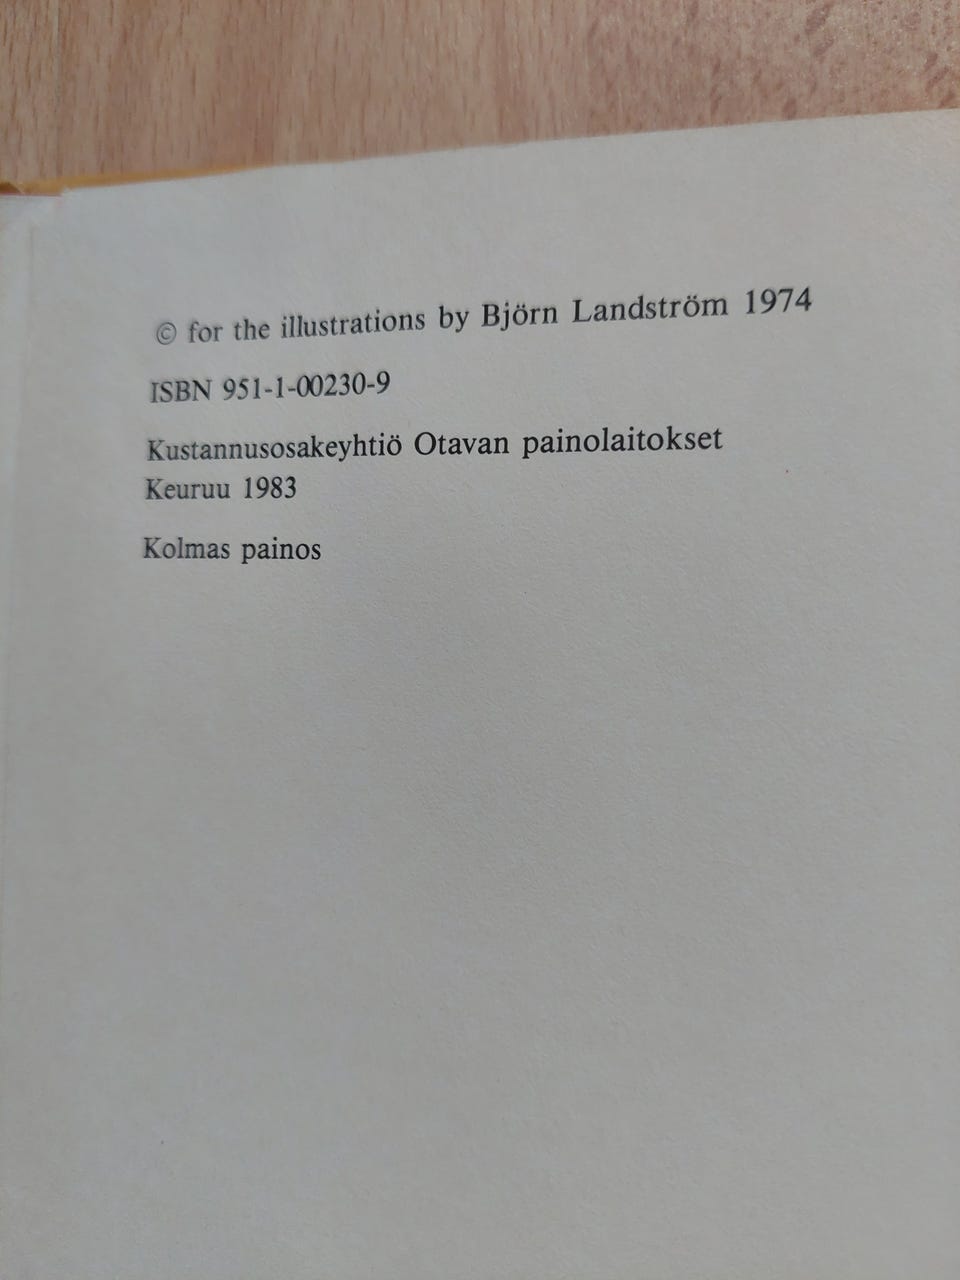 © for the illustrations by Björn Landström 1974
ISBN 951-1-00230-9
Kustannusosakeyhtiö Otavan painolaitokset
Keuruu 1983
Kolmas painos